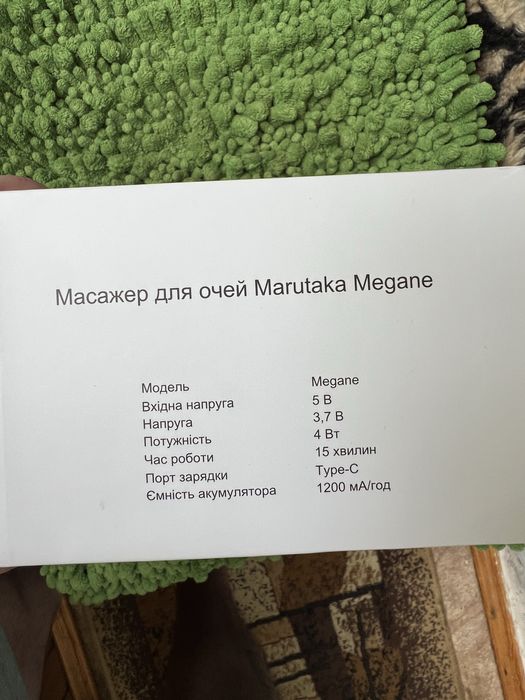 Масажер для очей Marutaka Megane
Модель Megane
Вхідна напруга 5 В
Напруга 3,7 В
Потужність 4 Вт
Час роботи 15 хвилин
Порт зарядки Type-C
Ємність акумулятора 1200 мА/год